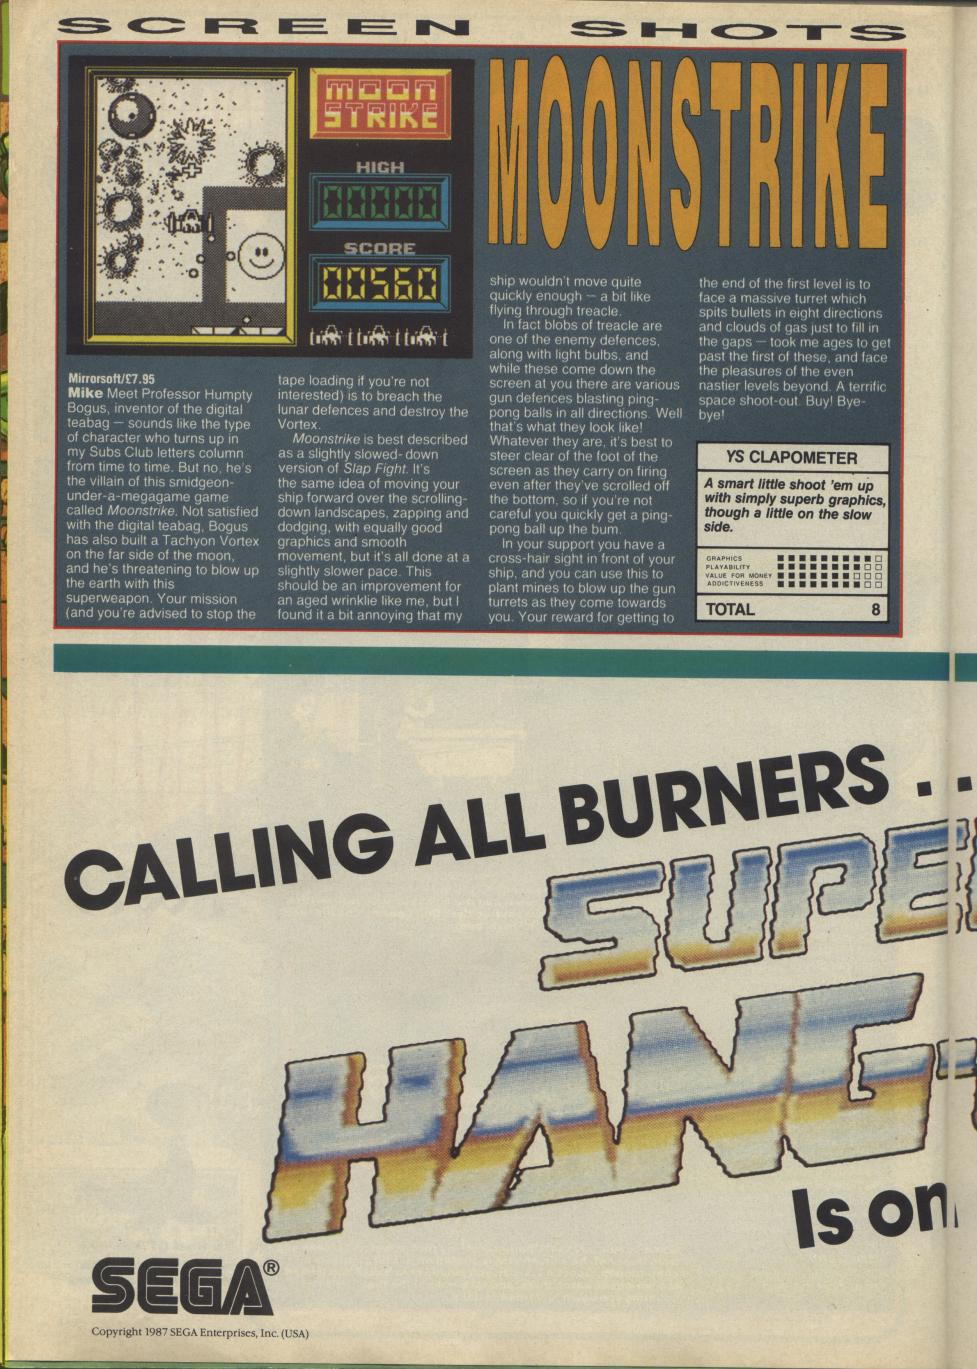 SCREEN SHOTS
MOON
STRIKE
HIGH
00000
SCORE
00560
MOONSTRIKE
Mirrorsoft/£7.95
Mike Meet Professor Humpty
Bogus, inventor of the digital
teabag — sounds like the type
of character who turns up in
my Subs Club letters column
from time to time. But no, he's
the villain of this smidgeon-
under-a-megagame game
called Moonstrike. Not satisfied
with the digital teabag, Bogus
has also built a Tachyon Vortex
on the far side of the moon,
and he's threatening to blow up
the earth with this
superweapon. Your mission
(and you're advised to stop the
tape loading if you're not
interested) is to breach the
lunar defences and destroy the
Vortex.
Moonstrike is best described
as a slightly slowed-down
version of Slap Fight. It's
the same idea of moving your
ship forward over the scrolling-
down landscapes, zapping and
dodging, with equally good
graphics and smooth
movement, but it's all done at a
slightly slower pace. This
should be an improvement for
an aged wrinklie like me, but I
found it a bit annoying that my
ship wouldn't move quite
quickly enough — a bit like
flying through treacle.
In fact blobs of treacle are
one of the enemy defences,
along with light bulbs, and
while these come down the
screen at you there are various
gun defences blasting ping-
pong balls in all directions. Well
that's what they look like!
Whatever they are, it's best to
steer clear of the foot of the
screen as they carry on firing
even after they've scrolled off
the bottom, so if you're not
careful you quickly get a ping-
pong ball up the bum.
In your support you have a
cross-hair sight in front of your
ship, and you can use this to
plant mines to blow up the gun
turrets as they come towards
you. Your reward for getting to
the end of the first level is to
face a massive turret which
spits bullets in eight directions
and clouds of gas just to fill in
the gaps — took me ages to get
past the first of these, and face
the pleasures of the even
nastier levels beyond. A terrific
space shoot-out. Buy! Bye-
bye!
YS CLAPOMETER
A smart little shoot 'em up
with simply superb graphics,
though a little on the slow
side.
GRAPHICS
PLAYABILITY
VALUE FOR MONEY
ADDICTIVENESS
TOTAL 8
CALLING ALL BURNERS . .
SUPE
HANG
Is on
SEGA®
Copyright 1987 SEGA Enterprises, Inc. (USA)